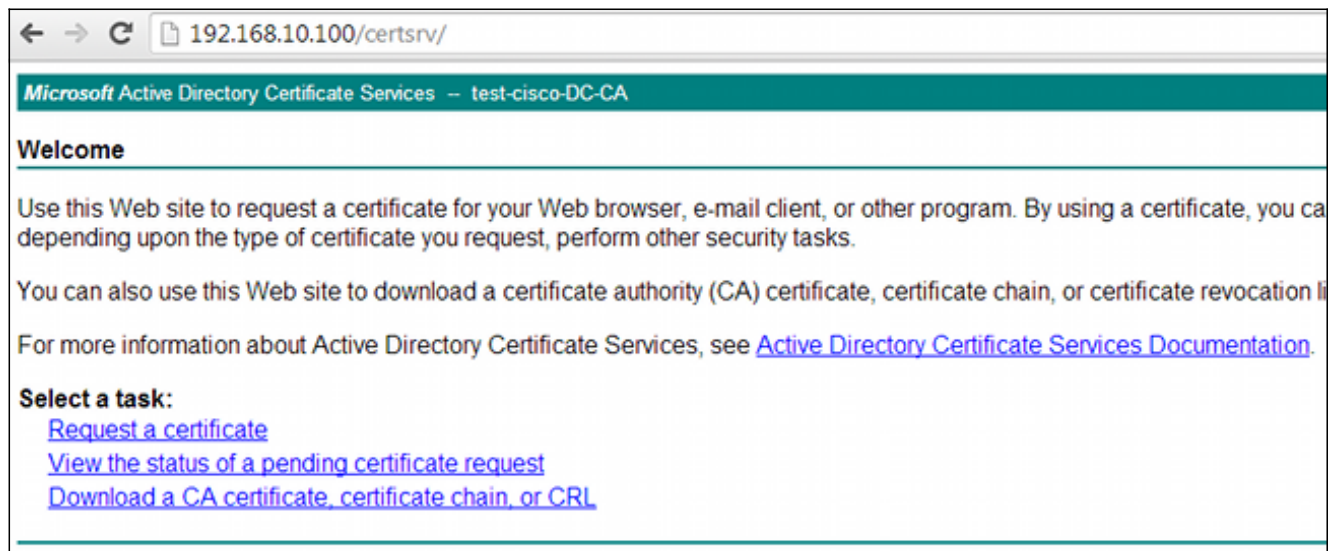 192.168.10.100/certsrv/
Microsoft Active Directory Certificate Services -- test-cisco-DC-CA
Welcome
Use this Web site to request a certificate for your Web browser, e-mail client, or other program. By using a certificate, you ca
depending upon the type of certificate you request, perform other security tasks.
You can also use this Web site to download a certificate authority (CA) certificate, certificate chain, or certificate revocation li
For more information about Active Directory Certificate Services, see Active Directory Certificate Services Documentation.
Select a task:
Request a certificate
View the status of a pending certificate request
Download a CA certificate, certificate chain, or CRL